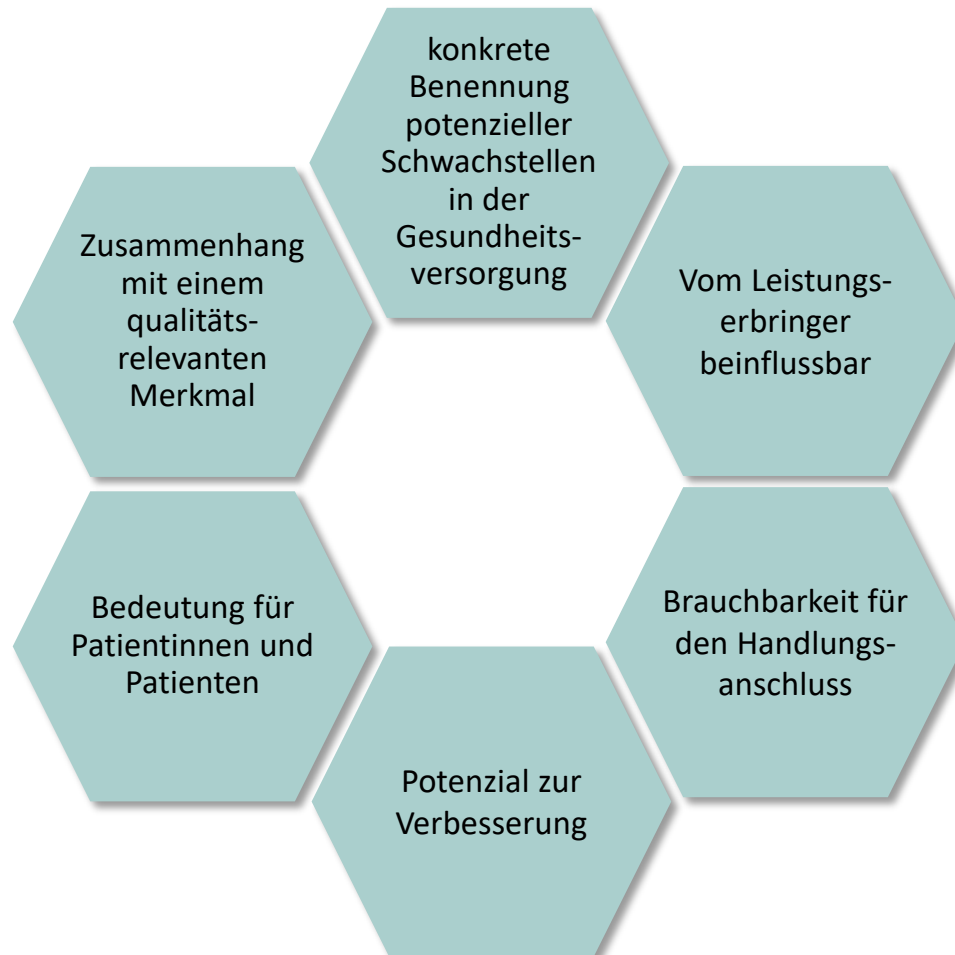 konkrete
Benennung
potenzieller
Schwachstellen
in der
Gesundheits-
versorgung
Vom Leistungs-
erbringer
beinflussbar
Brauchbarkeit für
den Handlungs-
anschluss
Potenzial zur
Verbesserung
Bedeutung für
Patientinnen und
Patienten
Zusammenhang
mit einem
qualitäts-
relevanten
Merkmal